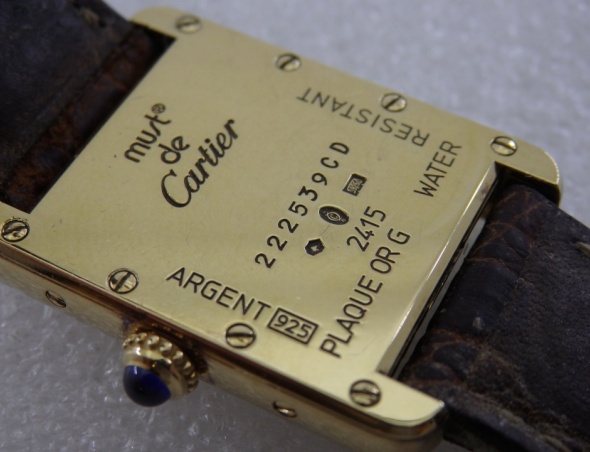 must®
de
Cartier
WATER
RESISTANT
222539CD
2415
ARGENT 925
PLAQUE OR G